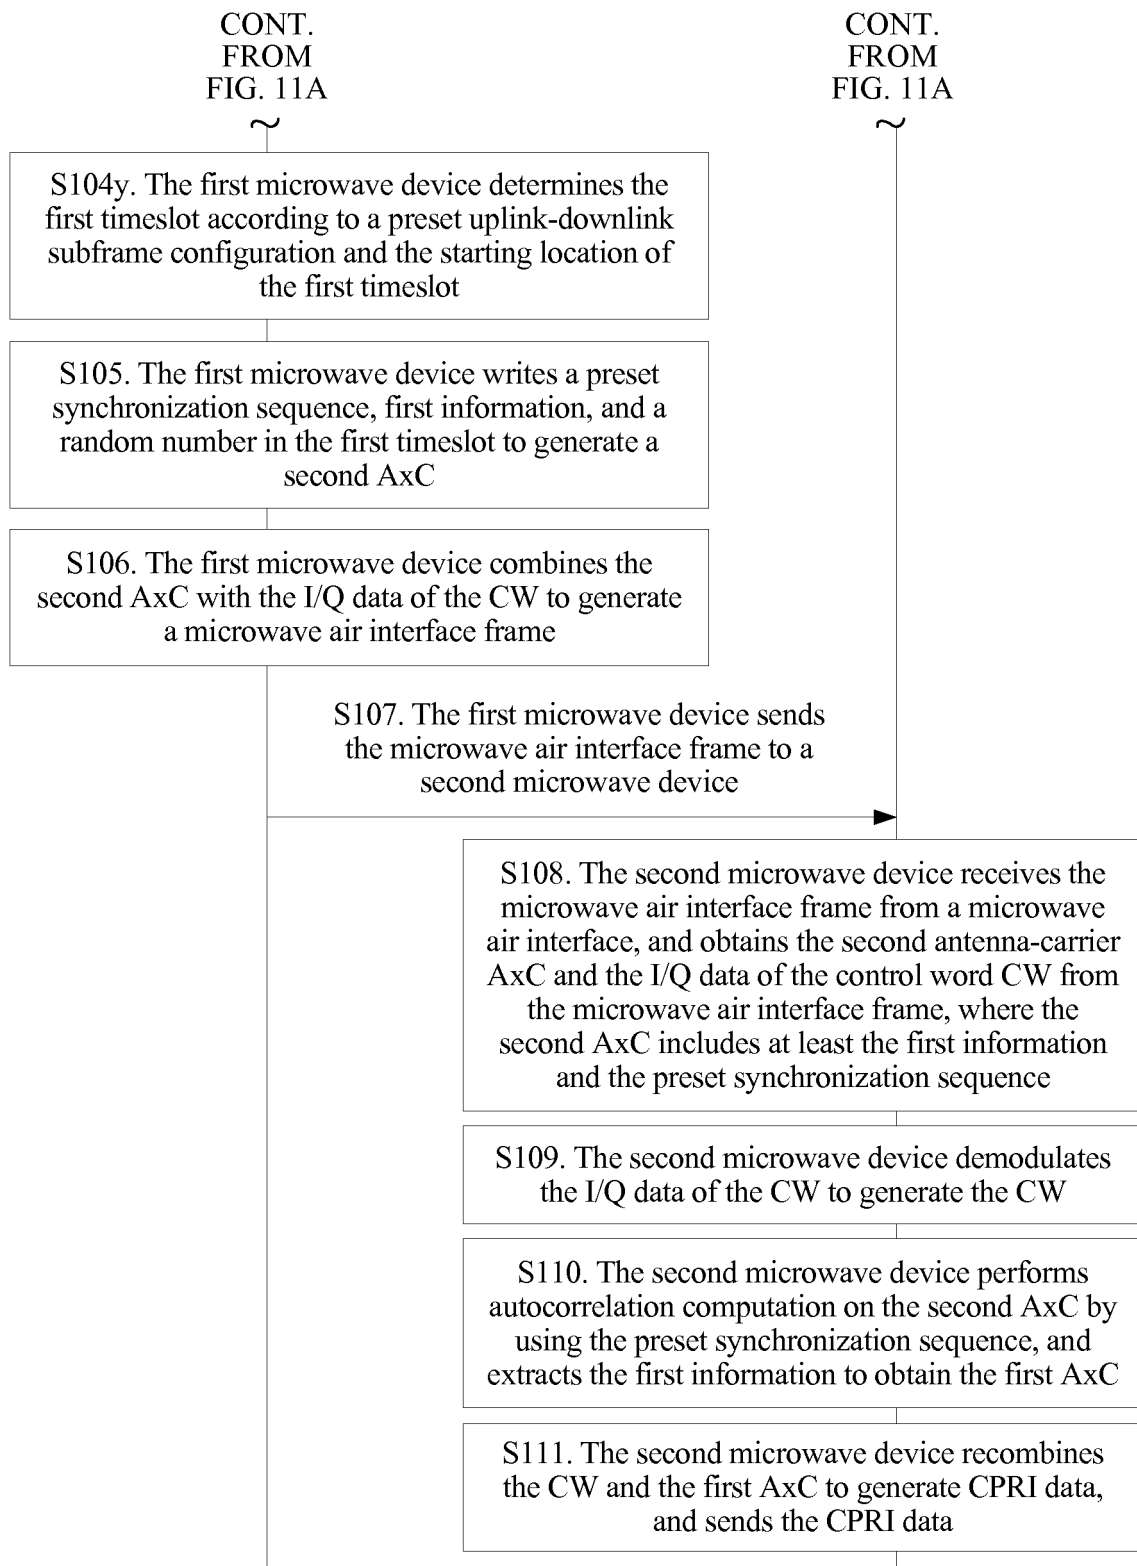 CONT.
FROM
FIG. 11A
CONT.
FROM
FIG. 11A
S104y. The first microwave device determines the
first timeslot according to a preset uplink-downlink
subframe configuration and the starting location of
the first timeslot
S105. The first microwave device writes a preset
synchronization sequence, first information, and a
random number in the first timeslot to generate a
second AxC
S106. The first microwave device combines the
second AxC with the I/Q data of the CW to generate
a microwave air interface frame
S107. The first microwave device sends
the microwave air interface frame to a
second microwave device
S108. The second microwave device receives the
microwave air interface frame from a microwave
air interface, and obtains the second antenna-carrier
AxC and the I/Q data of the control word CW from
the microwave air interface frame, where the
second AxC includes at least the first information
and the preset synchronization sequence
S109. The second microwave device demodulates
the I/Q data of the CW to generate the CW
S110. The second microwave device performs
autocorrelation computation on the second AxC by
using the preset synchronization sequence, and
extracts the first information to obtain the first AxC
S111. The second microwave device recombines
the CW and the first AxC to generate CPRI data,
and sends the CPRI data